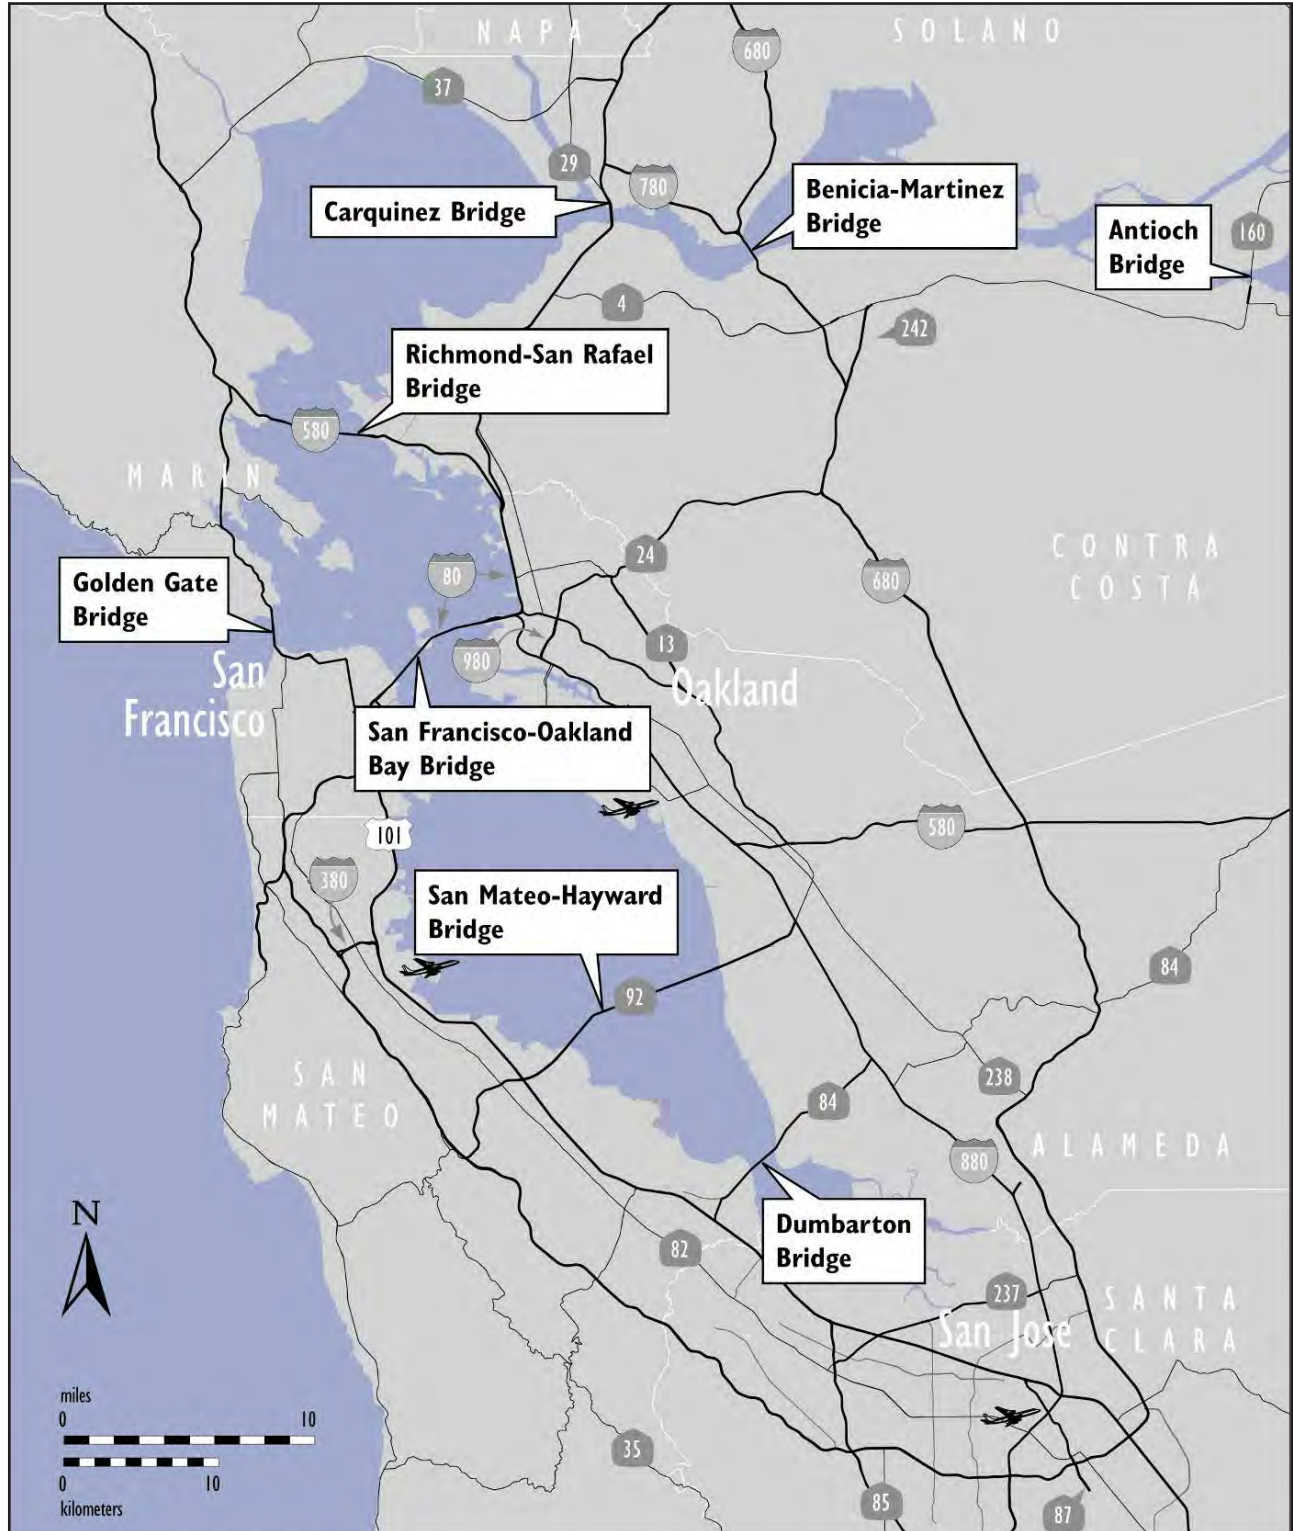 NAPA
SOLANO
680
37
29
780
Carquinez Bridge
Benicia-Martinez
Bridge
Antioch
Bridge
160
4
242
Richmond-San Rafael
Bridge
580
MARIN
CONTRA
COSTA
24
80
680
Golden Gate
Bridge
13
980
San
Francisco
Oakland
San Francisco-Oakland
Bay Bridge
101
580
380
San Mateo-Hayward
Bridge
84
92
SAN
MATEO
238
84
ALAMEDA
880
N
Dumbarton
Bridge
82
237
SANTA
CLARA
San Jose
miles
0 10
0 10
kilometers
35
85
87